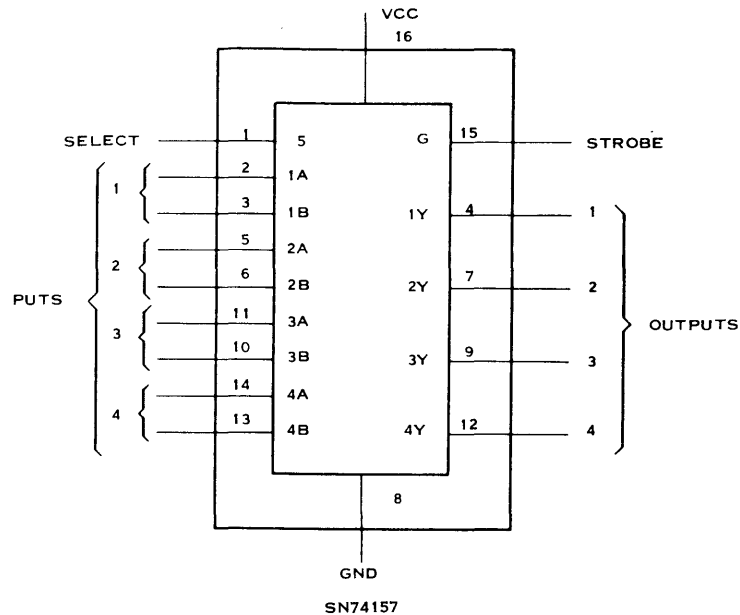 VCC
16
SELECT 1 5 G 15 STROBE
1 2 1A
3 1B 1Y 4 1
2 5 2A
6 2B 2Y 7 2
PUTS OUTPUTS
3 11 3A
10 3B 3Y 9 3
4 14 4A
13 4B 4Y 12 4
8
GND
SN74157